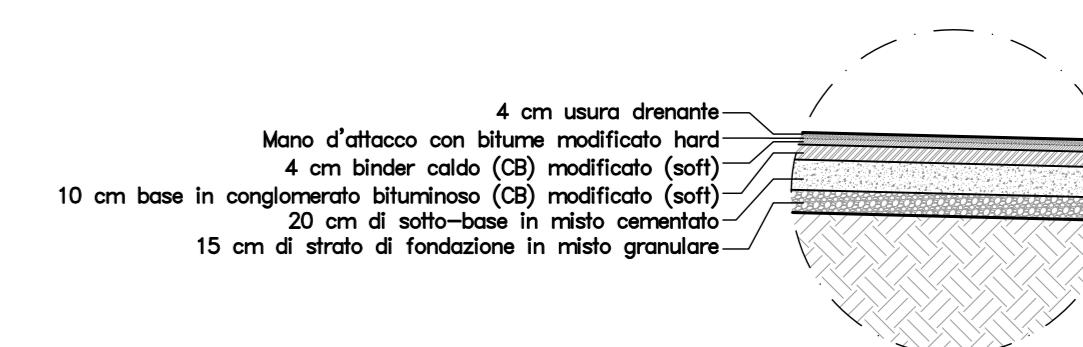 4 cm usura drenante
Mano d'attacco con bitume modificato hard
4 cm binder caldo (CB) modificato (soft)
10 cm base in conglomerato bituminoso (CB) modificato (soft)
20 cm di sotto-base in misto cementato
15 cm di strato di fondazione in misto granulare